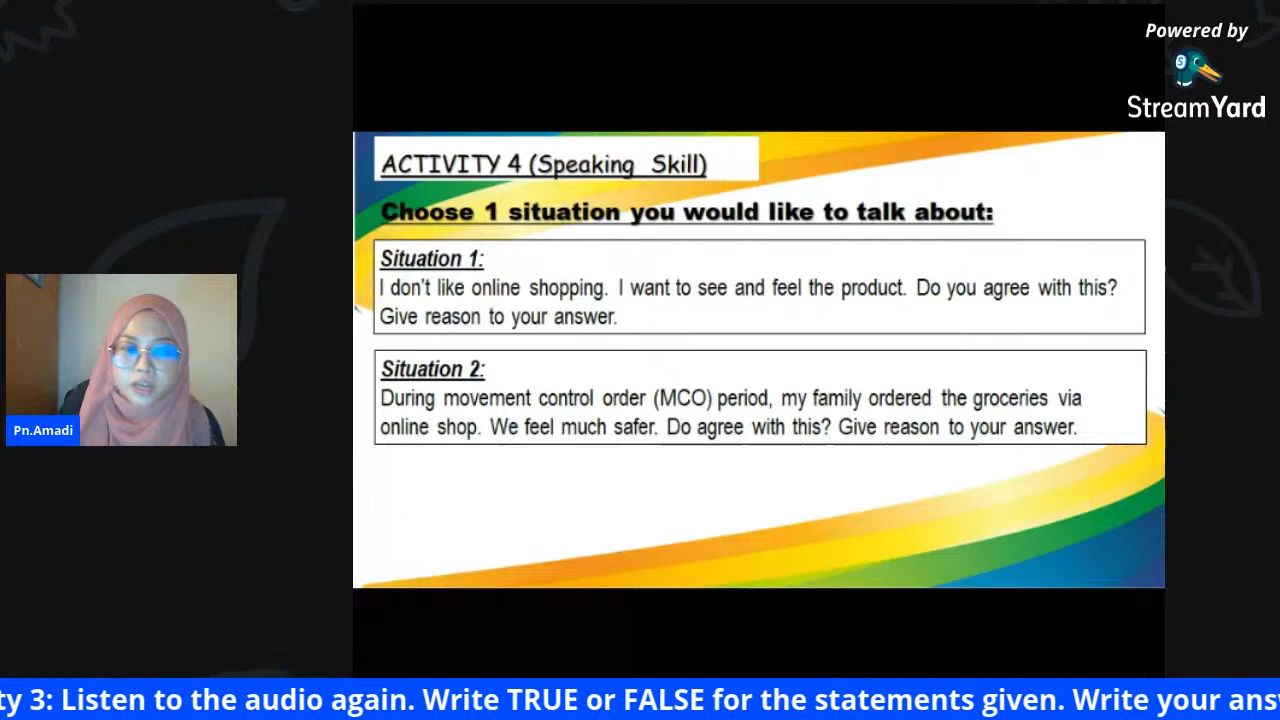 Powered by
StreamYard
ACTIVITY 4 (Speaking Skill)
Choose 1 situation you would like to talk about:
Situation 1:
I don't like online shopping. I want to see and feel the product. Do you agree with this?
Give reason to your answer.
Situation 2:
During movement control order (MCO) period, my family ordered the groceries via
online shop. We feel much safer. Do agree with this? Give reason to your answer.
Pn.Amadi
ty 3: Listen to the audio again. Write TRUE or FALSE for the statements given. Write your ans